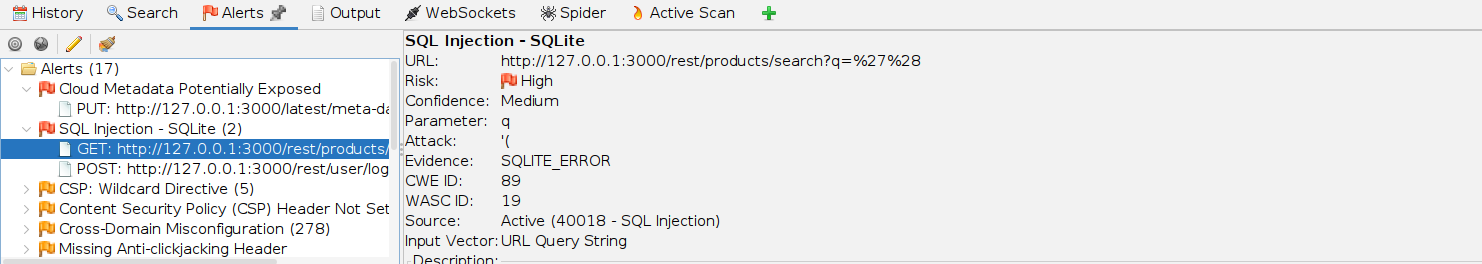 History Search Alerts Output WebSockets Spider Active Scan
Alerts (17)
Cloud Metadata Potentially Exposed
PUT: http://127.0.0.1:3000/latest/meta-da
SQL Injection - SQLite (2)
GET: http://127.0.0.1:3000/rest/products/
POST: http://127.0.0.1:3000/rest/user/log
CSP: Wildcard Directive (5)
Content Security Policy (CSP) Header Not Set
Cross-Domain Misconfiguration (278)
Missing Anti-clickjacking Header
SQL Injection - SQLite
URL: http://127.0.0.1:3000/rest/products/search?q=%27%28
Risk: High
Confidence: Medium
Parameter: q
Attack: '(
Evidence: SQLITE_ERROR
CWE ID: 89
WASC ID: 19
Source: Active (40018 - SQL Injection)
Input Vector: URL Query String
Description: